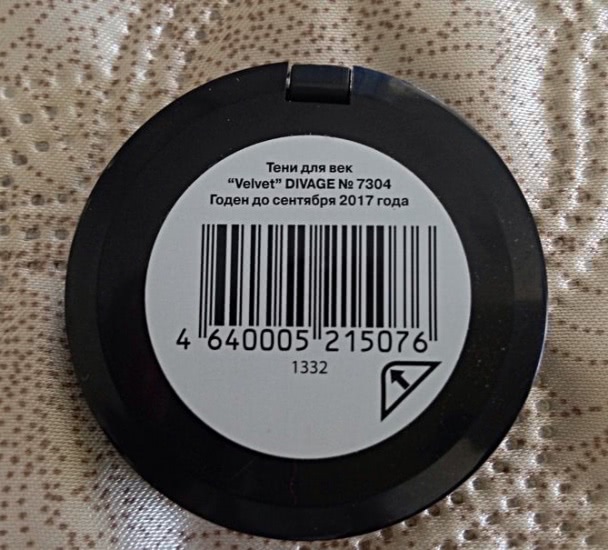 Тени для век
“Velvet” DIVAGE № 7304
Годен до сентября 2017 года
4 640005 215076
1332